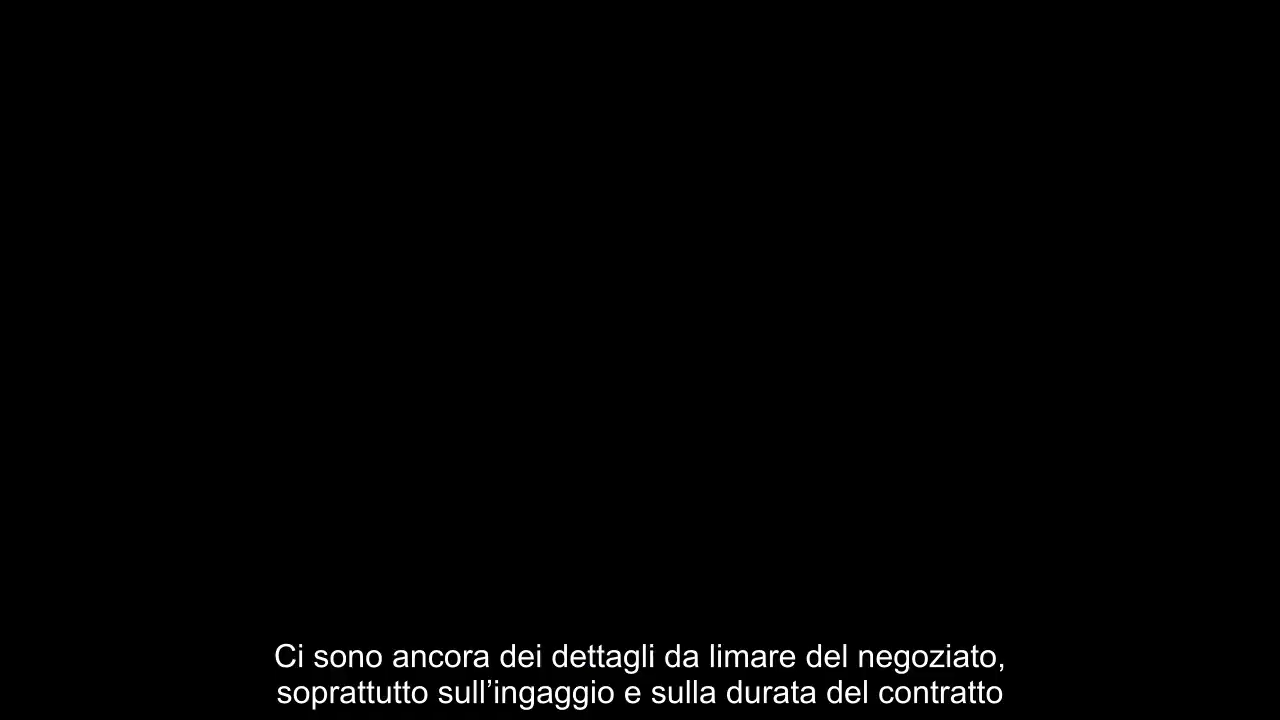 Ci sono ancora dei dettagli da limare del negoziato,
soprattutto sull’ingaggio e sulla durata del contratto